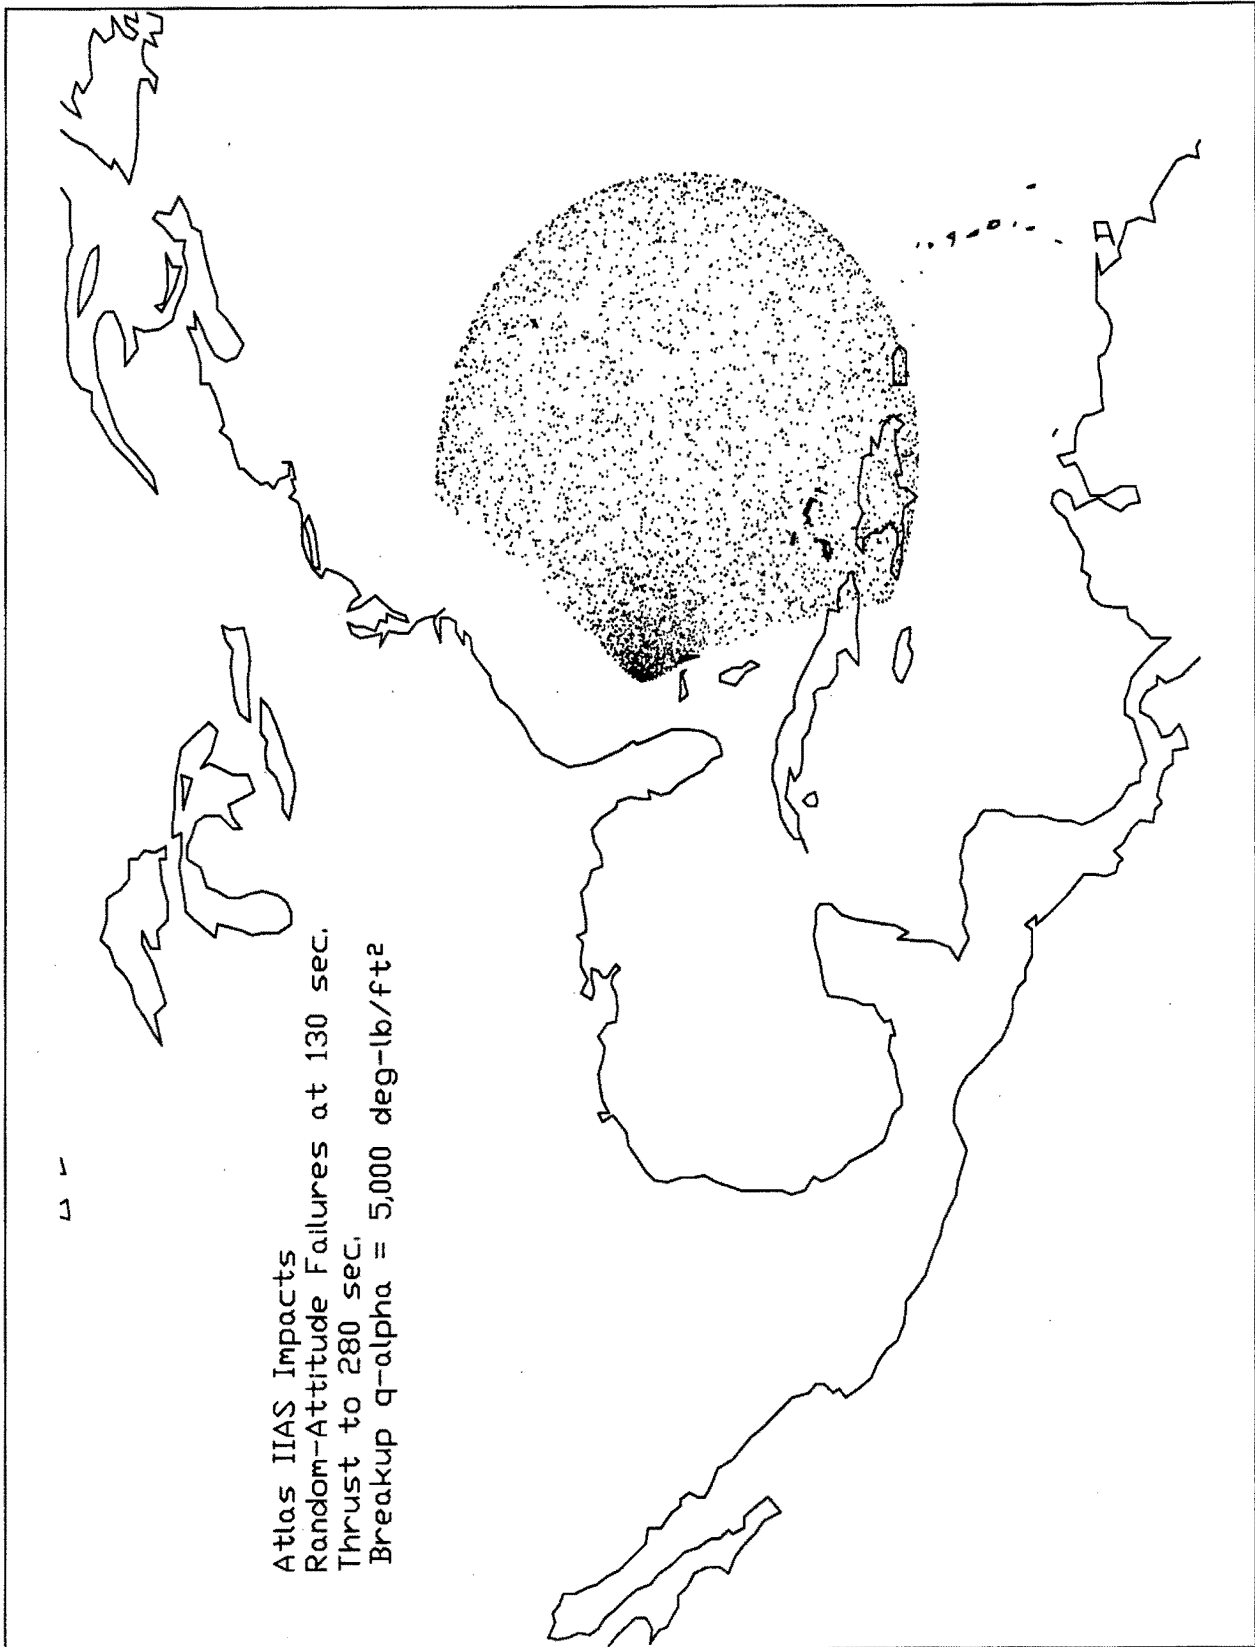 Atlas IIAS Impacts
Random-Attitude Failures at 130 sec.
Thrust to 280 sec.
Breakup q-alpha = 5,000 deg-lb/ft²